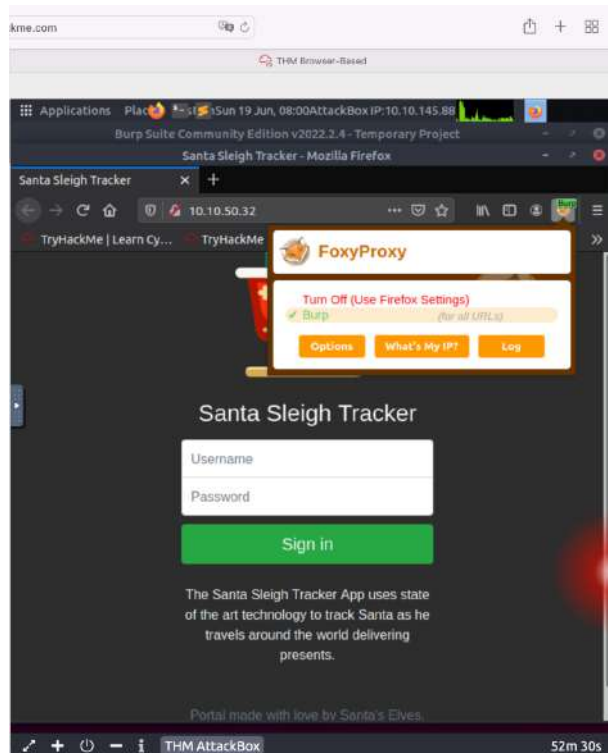 kme.com
THM Browser-Based
Applications Plac Sun 19 Jun, 08:00 AttackBox IP:10.10.145.88
Burp Suite Community Edition v2022.2.4 - Temporary Project
Santa Sleigh Tracker - Mozilla Firefox
Santa Sleigh Tracker × +
10.10.50.32 Burp
TryHackMe | Learn Cy... TryHackMe
FoxyProxy
Turn Off (Use Firefox Settings)
Burp (for all URLs)
Options What's My IP? Log
Santa Sleigh Tracker
Username
Password
Sign in
The Santa Sleigh Tracker App uses state
of the art technology to track Santa as he
travels around the world delivering
presents.
Portal made with love by Santa's Elves.
THM AttackBox 52m 30s